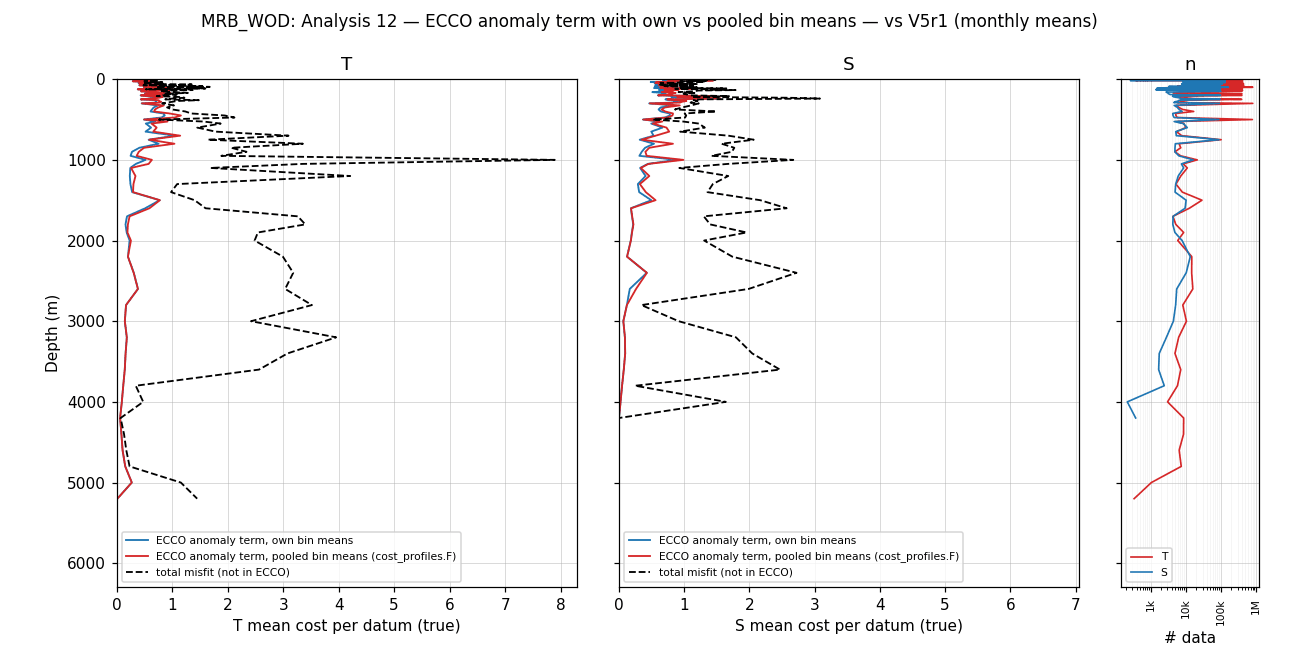 MRB_WOD: Analysis 12 — ECCO anomaly term with own vs pooled bin means — vs V5r1 (monthly means)
T
S
n
0
1000
2000
3000
4000
5000
6000
Depth (m)
ECCO anomaly term, own bin means
ECCO anomaly term, pooled bin means (cost_profiles.F)
total misfit (not in ECCO)
0 1 2 3 4 5 6 7 8
T mean cost per datum (true)
ECCO anomaly term, own bin means
ECCO anomaly term, pooled bin means (cost_profiles.F)
total misfit (not in ECCO)
0 1 2 3 4 5 6 7
S mean cost per datum (true)
T
S
1k 10k 100k 1M
# data